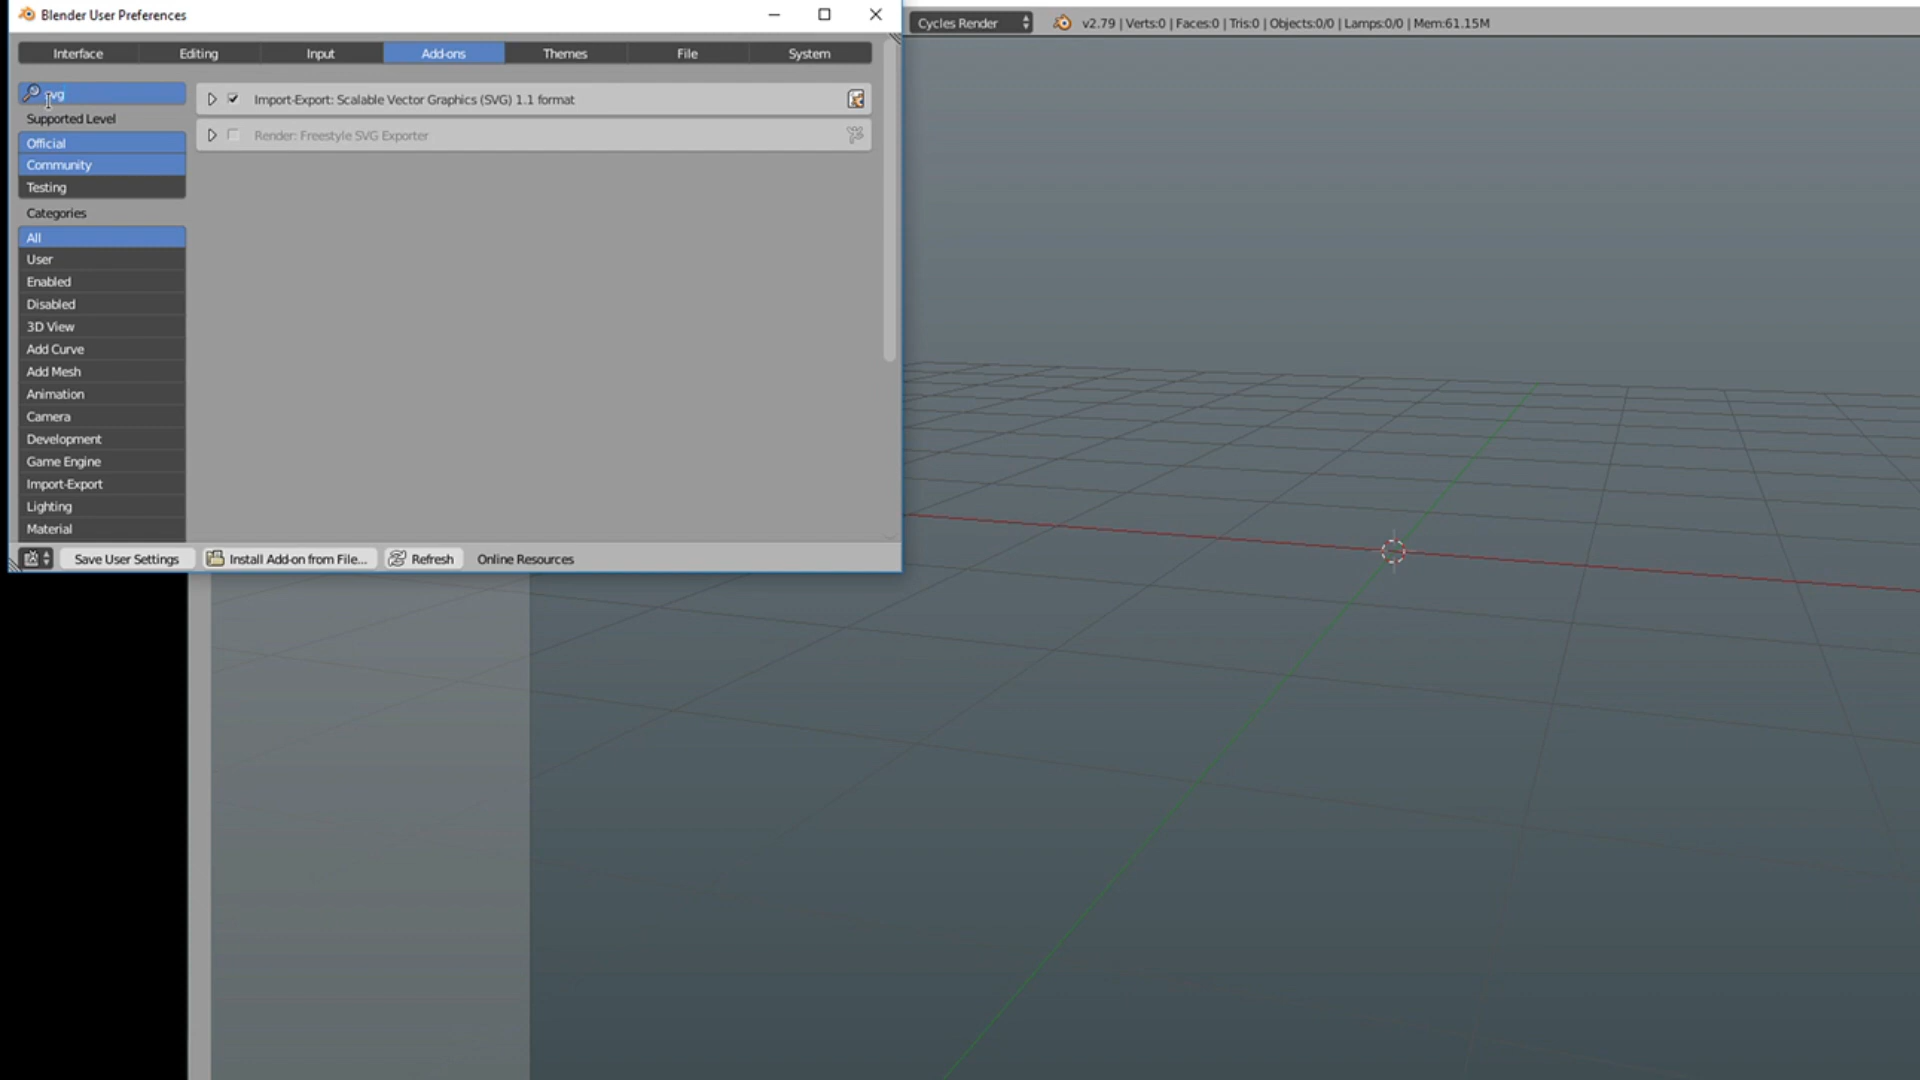 Blender User Preferences
Cycles Render
v2.79 | Verts:0 | Faces:0 | Tris:0 | Objects:0/0 | Lamps:0/0 | Mem:61.15M
Interface
Editing
Input
Add-ons
Themes
File
System
svg
Import-Export: Scalable Vector Graphics (SVG) 1.1 format
Supported Level
Render: Freestyle SVG Exporter
Official
Community
Testing
Categories
All
User
Enabled
Disabled
3D View
Add Curve
Add Mesh
Animation
Camera
Development
Game Engine
Import-Export
Lighting
Material
Save User Settings
Install Add-on from File...
Refresh
Online Resources